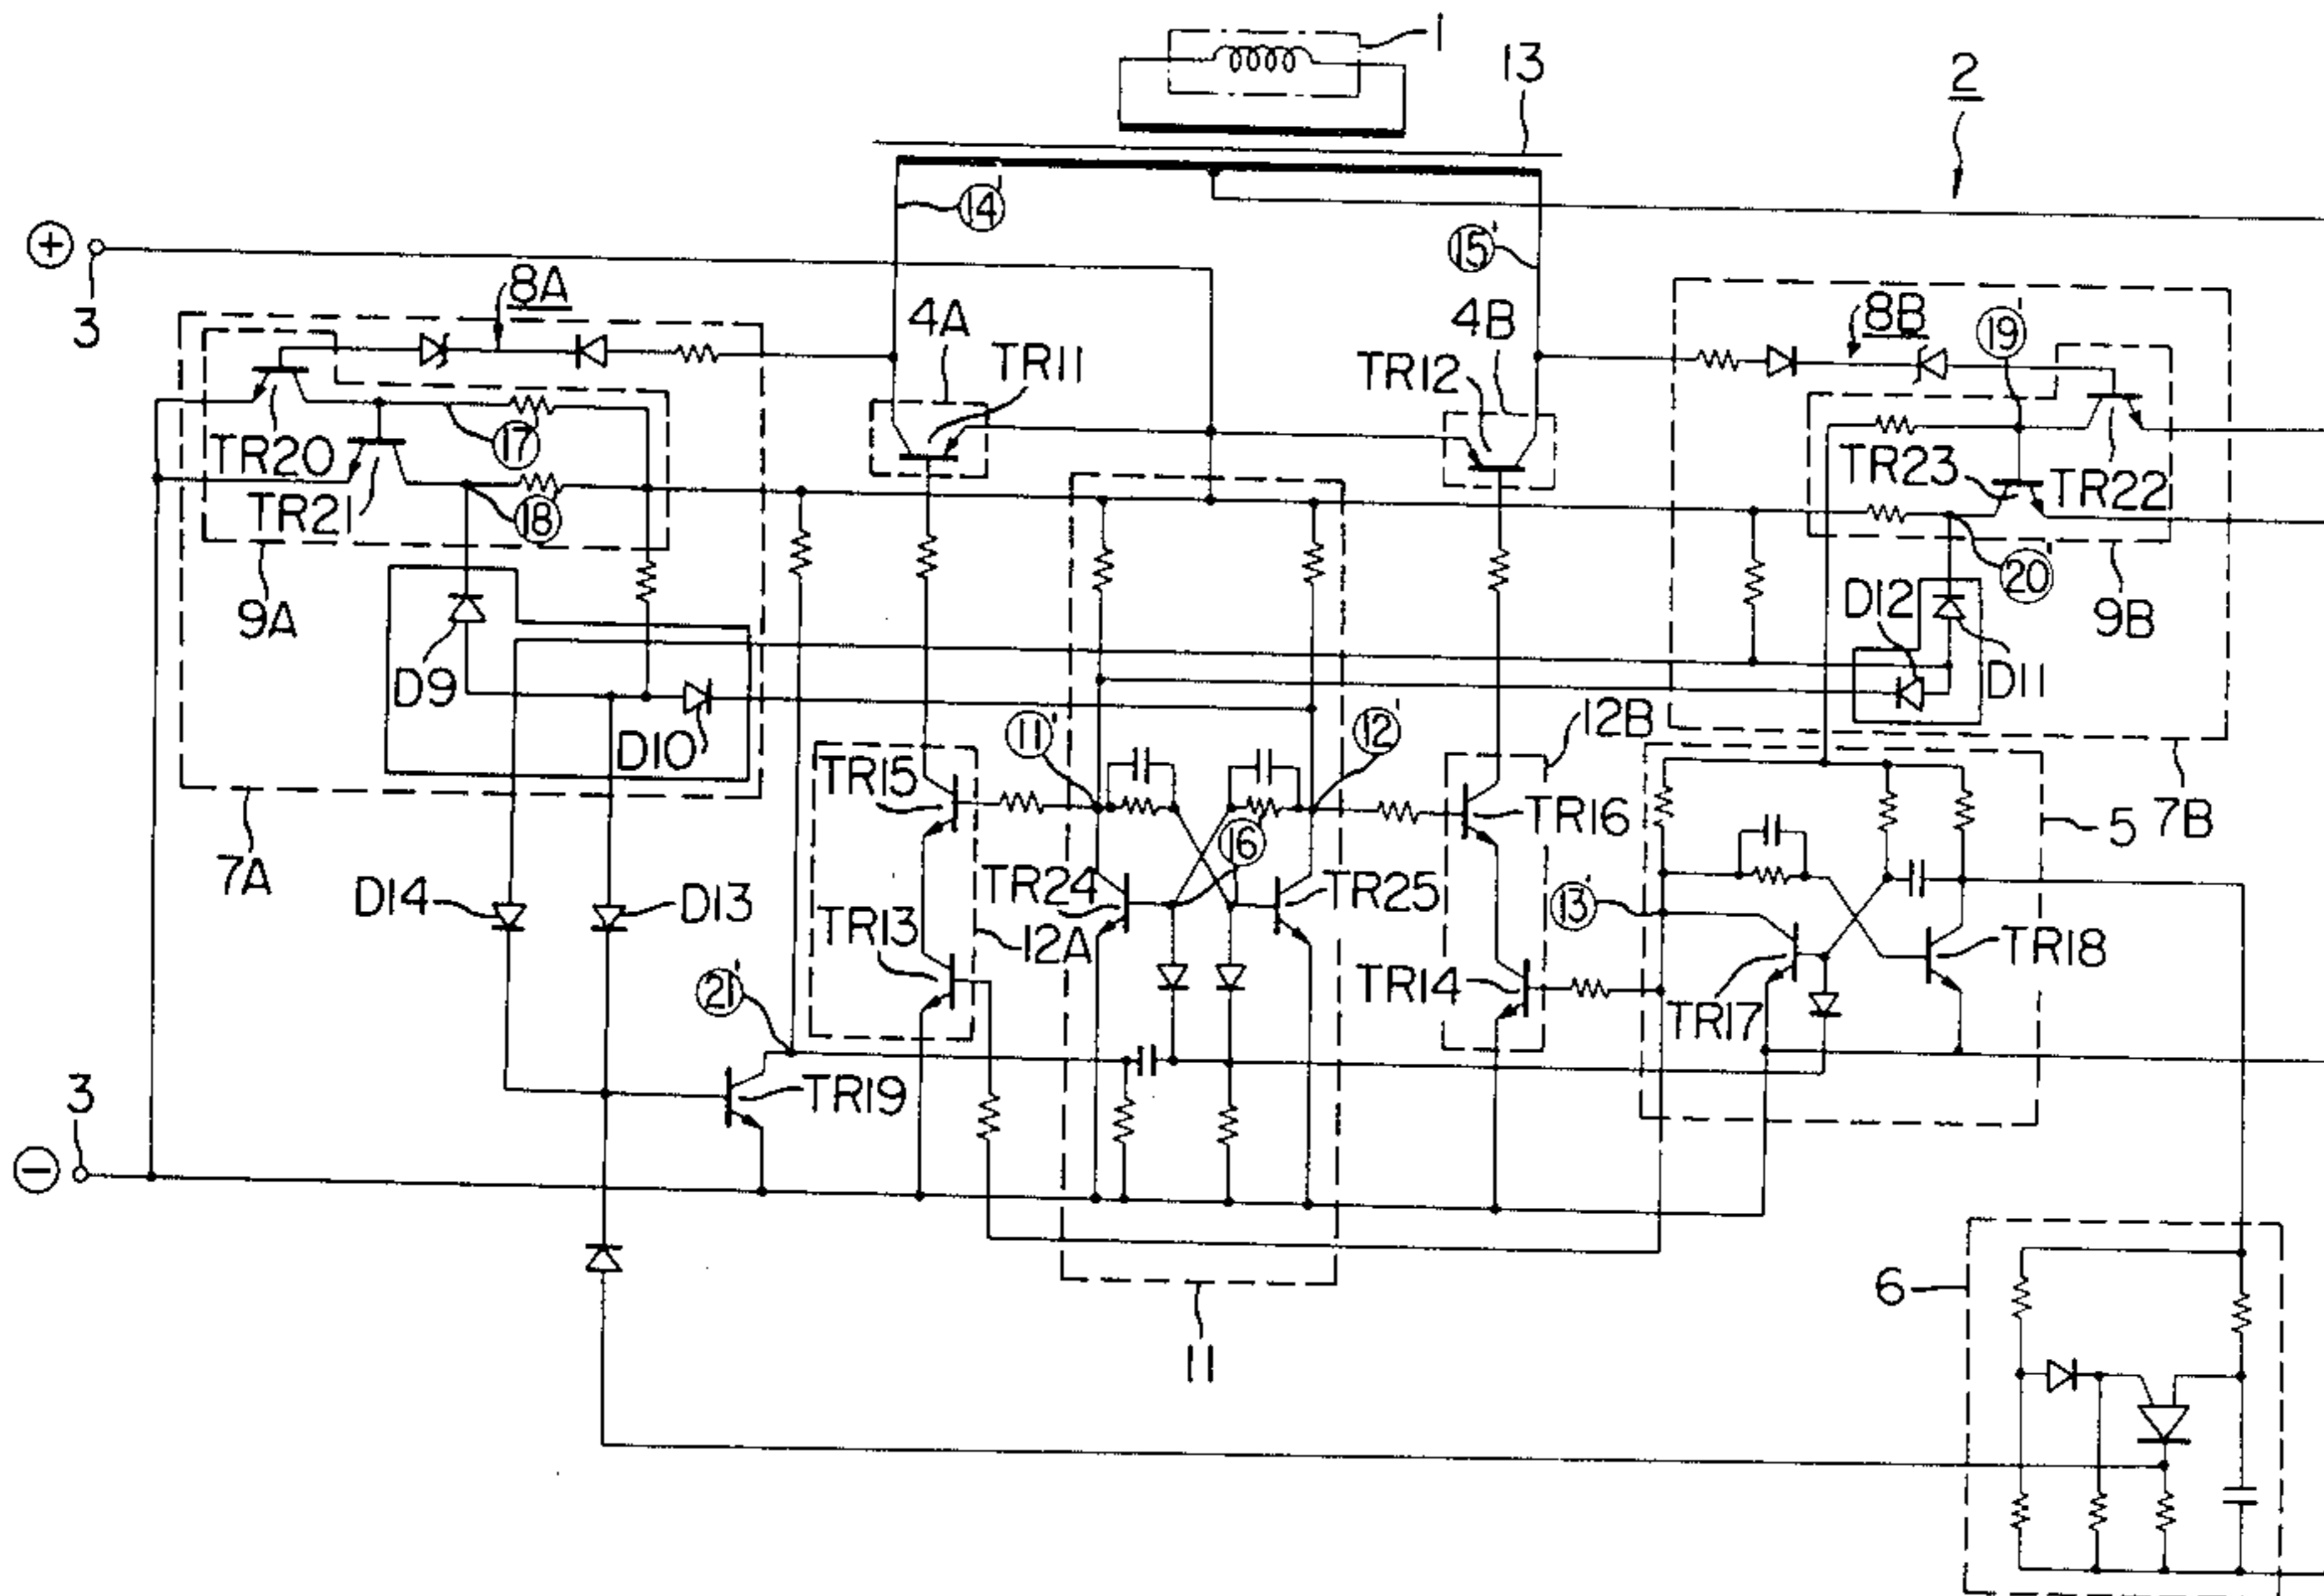 1
13
2
⑭'
⊕
⑮'
3
8A
4A
4B
8B
⑲'
TR11
TR12
TR20
⑰
TR23
TR22
TR21
⑱
⑳'
9A
9B
D12
D9
D11
12B
D10
⑪'
⑫'
TR15
TR16
5
7B
7A
⑯
TR24
TR25
D14
D13
⑬'
TR13
12A
TR18
TR14
TR17
㉑'
TR19
3
⊖
6
11